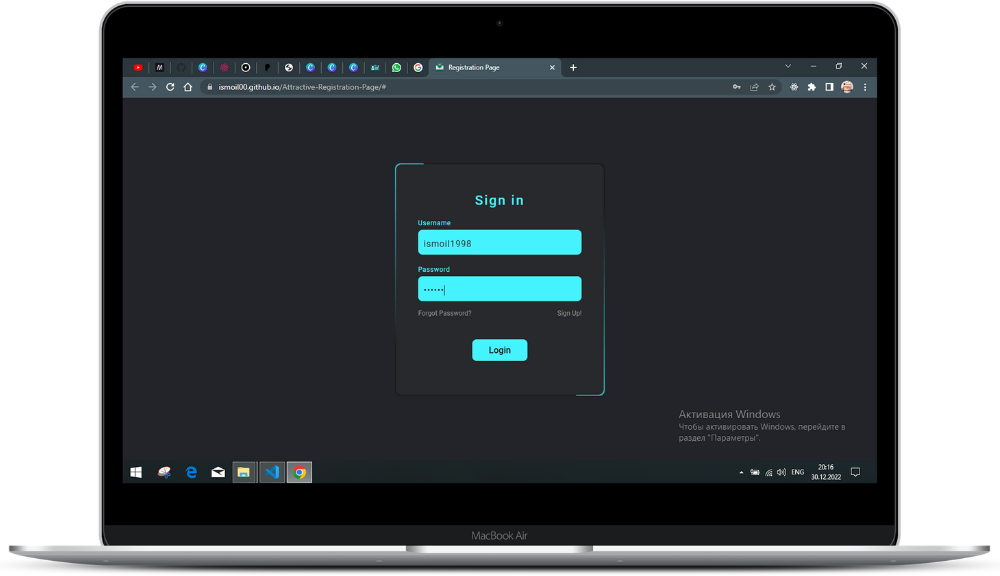 Registration Page
ismoil00.github.io/Attractive-Registration-Page/#
Sign in
Username
ismoil1998
Password
••••••
Forgot Password? Sign Up!
Login
Активация Windows
Чтобы активировать Windows, перейдите в
раздел "Параметры".
ENG
20:16
30.12.2022
MacBook Air